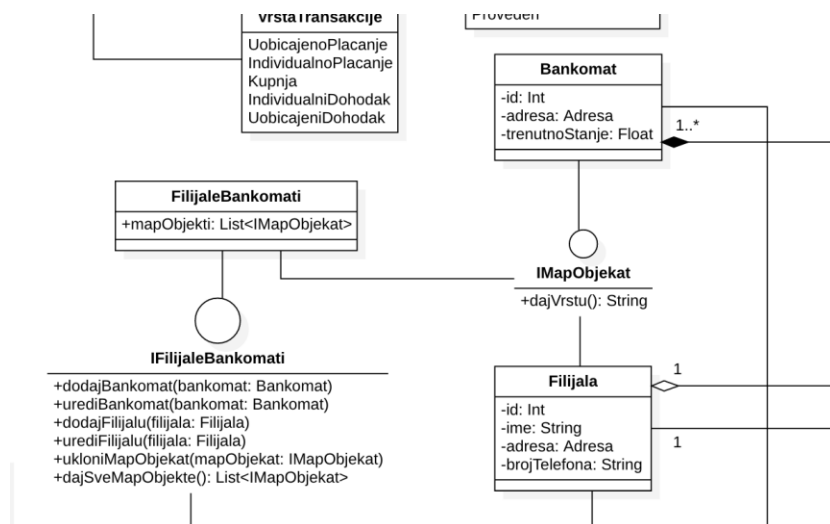 vrstaTransakcije
UobicajenoPlacanje
IndividualnoPlacanje
Kupnja
IndividualniDohodak
UobicajeniDohodak
Proveden
Bankomat
-id: Int
-adresa: Adresa
-trenutnoStanje: Float
1..*
FilijaleBankomati
+mapObjekti: List<IMapObjekat>
IMapObjekat
+dajVrstu(): String
IFilijaleBankomati
+dodajBankomat(bankomat: Bankomat)
+urediBankomat(bankomat: Bankomat)
+dodajFilijalu(filijala: Filijala)
+urediFilijalu(filijala: Filijala)
+ukloniMapObjekat(mapObjekat: IMapObjekat)
+dajSveMapObjekte(): List<IMapObjekat>
Filijala
-id: Int
-ime: String
-adresa: Adresa
-brojTelefona: String
1
1